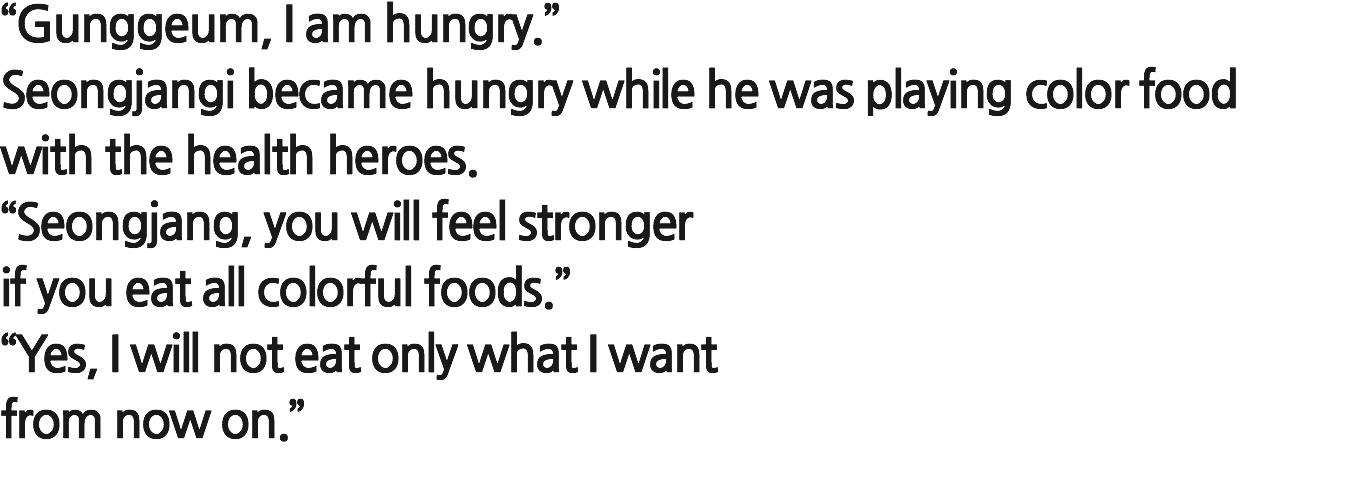 “Gunggeum, I am hungry.”
Seongjangi became hungry while he was playing color food
with the health heroes.
“Seongjang, you will feel stronger
if you eat all colorful foods.”
“Yes, I will not eat only what I want
from now on.”